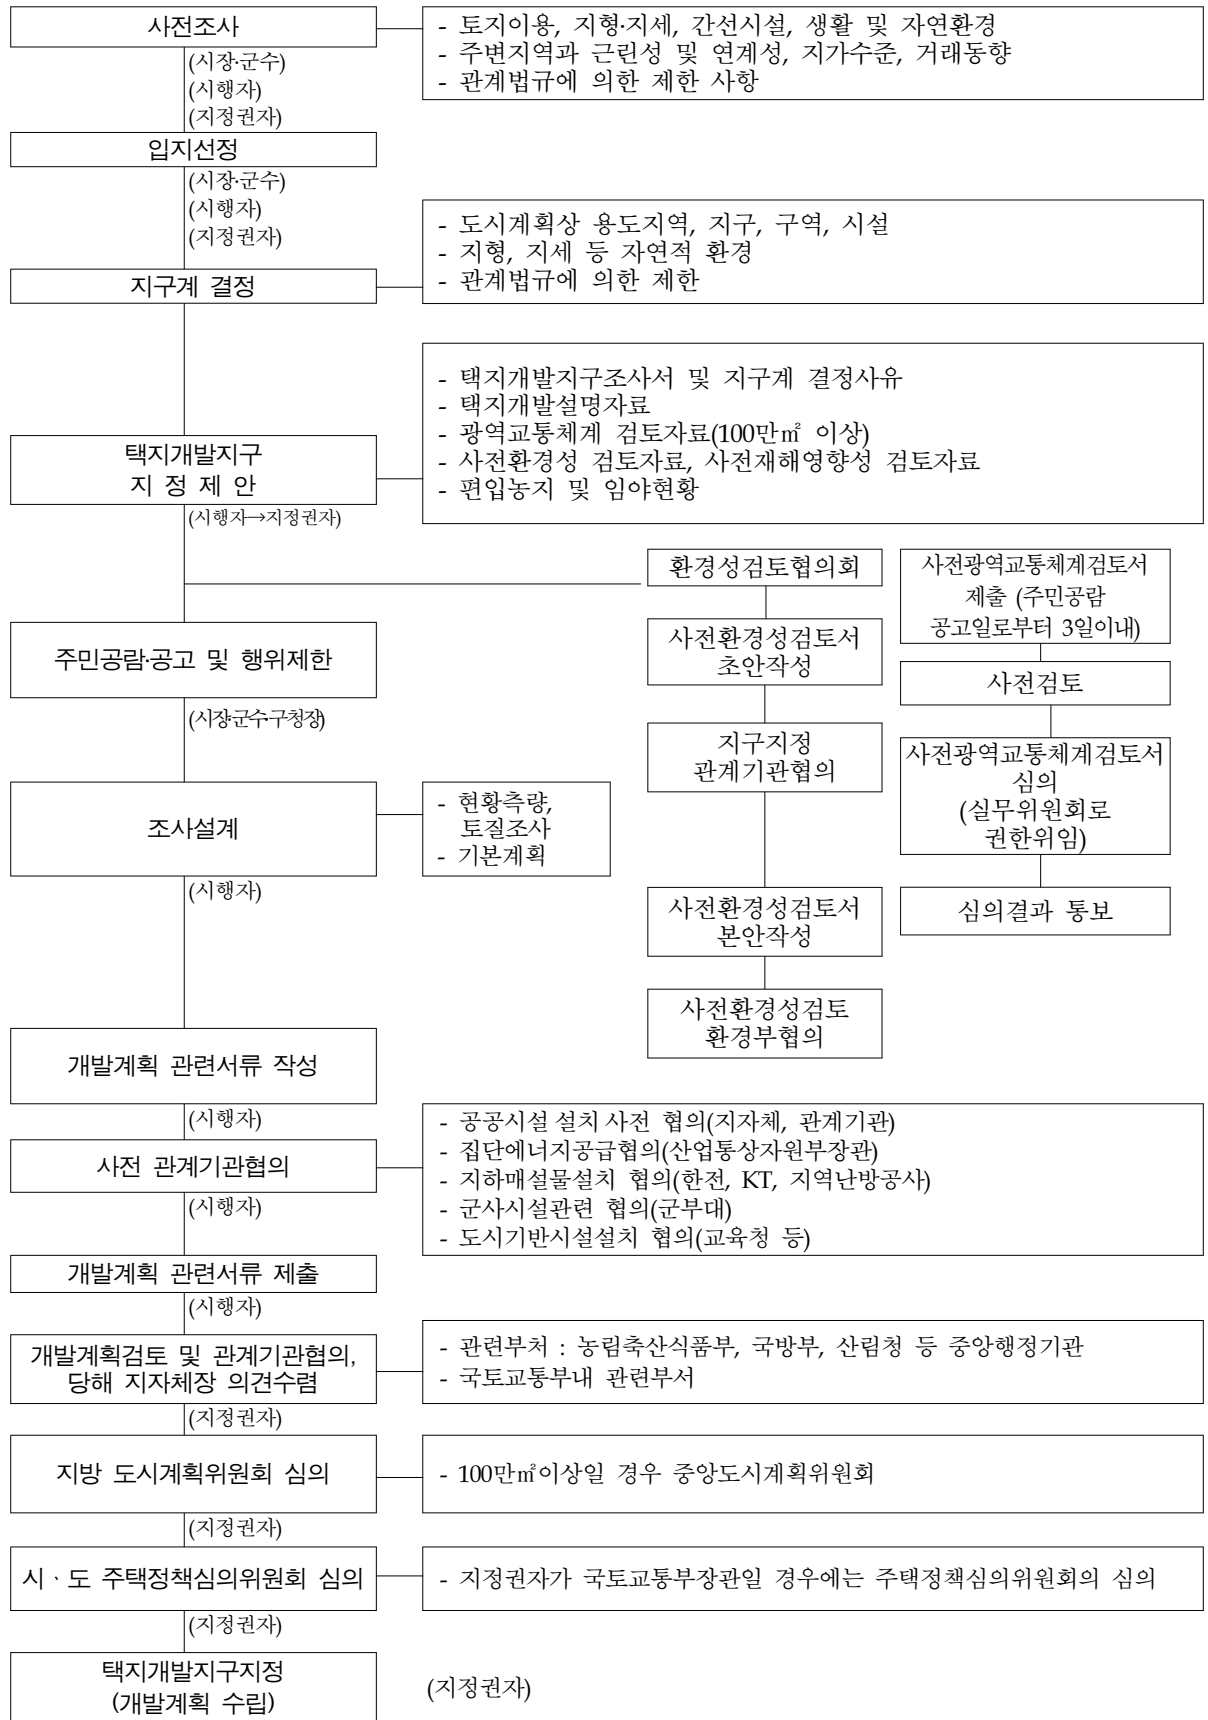 사전조사
- 토지이용, 지형·지세, 간선시설, 생활 및 자연환경
- 주변지역과 근린성 및 연계성, 지가수준, 거래동향
- 관계법규에 의한 제한 사항
(시장·군수)
(시행자)
(지정권자)
입지선정
(시장·군수)
(시행자)
(지정권자)
지구계 결정
- 도시계획상 용도지역, 지구, 구역, 시설
- 지형, 지세 등 자연적 환경
- 관계법규에 의한 제한
택지개발지구
지 정 제 안
- 택지개발지구조사서 및 지구계 결정사유
- 택지개발설명자료
- 광역교통체계 검토자료(100만㎡ 이상)
- 사전환경성 검토자료, 사전재해영향성 검토자료
- 편입농지 및 임야현황
(시행자→지정권자)
환경성검토협의회
사전환경성검토서
초안작성
지구지정
관계기관협의
사전환경성검토서
본안작성
사전환경성검토
환경부협의
사전광역교통체계검토서
제출 (주민공람
공고일로부터 3일이내)
사전검토
사전광역교통체계검토서
심의
(실무위원회로
권한위임)
심의결과 통보
주민공람·공고 및 행위제한
(시장·군수·구청장)
조사설계
- 현황측량,
토질조사
- 기본계획
(시행자)
개발계획 관련서류 작성
(시행자)
사전 관계기관협의
- 공공시설 설치 사전 협의(지자체, 관계기관)
- 집단에너지공급협의(산업통상자원부장관)
- 지하매설물설치 협의(한전, KT, 지역난방공사)
- 군사시설관련 협의(군부대)
- 도시기반시설설치 협의(교육청 등)
(시행자)
개발계획 관련서류 제출
(시행자)
개발계획검토 및 관계기관협의,
당해 지자체장 의견수렴
- 관련부처 : 농림축산식품부, 국방부, 산림청 등 중앙행정기관
- 국토교통부내 관련부서
(지정권자)
지방 도시계획위원회 심의
- 100만㎡이상일 경우 중앙도시계획위원회
(지정권자)
시ㆍ도 주택정책심의위원회 심의
- 지정권자가 국토교통부장관일 경우에는 주택정책심의위원회의 심의
(지정권자)
택지개발지구지정
(개발계획 수립)
(지정권자)